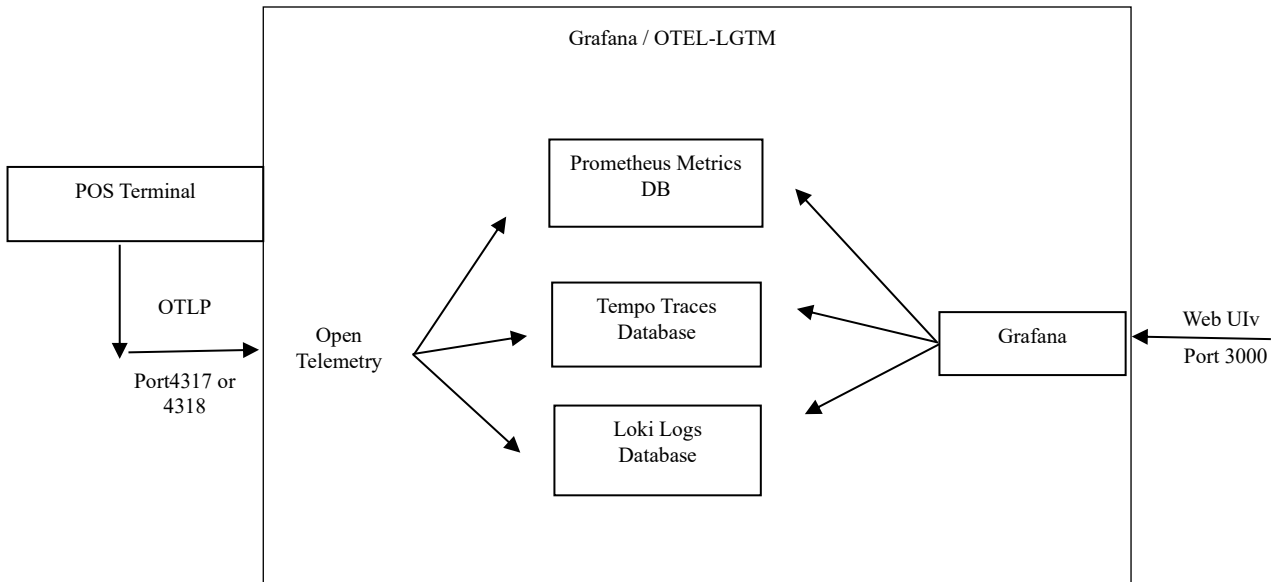 Grafana / OTEL-LGTM
Prometheus Metrics
DB
POS Terminal
OTLP
Port4317 or
4318
Open
Telemetry
Tempo Traces
Database
Loki Logs
Database
Grafana
Web UIv
Port 3000